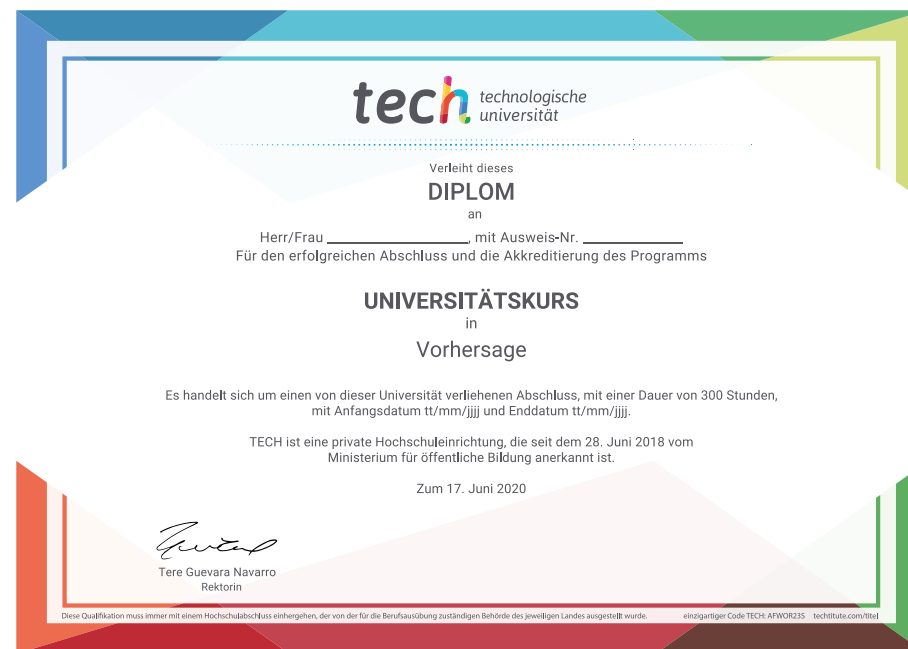 tech technologische
universität
Verleiht dieses
DIPLOM
an
Herr/Frau ____________, mit Ausweis-Nr. ____________
Für den erfolgreichen Abschluss und die Akkreditierung des Programms
UNIVERSITÄTSKURS
in
Vorhersage
Es handelt sich um einen von dieser Universität verliehenen Abschluss, mit einer Dauer von 300 Stunden,
mit Anfangsdatum tt/mm/jjjj und Enddatum tt/mm/jjjj.
TECH ist eine private Hochschuleinrichtung, die seit dem 28. Juni 2018 vom
Ministerium für öffentliche Bildung anerkannt ist.
Zum 17. Juni 2020
Tere Guevara Navarro
Rektorin
Diese Qualifikation muss immer mit einem Hochschulabschluss einhergehen, der von der für die Berufsausübung zuständigen Behörde des jeweiligen Landes ausgestellt wurde. einzigartiger Code TECH: AFWOR23S techtitute.com/titel